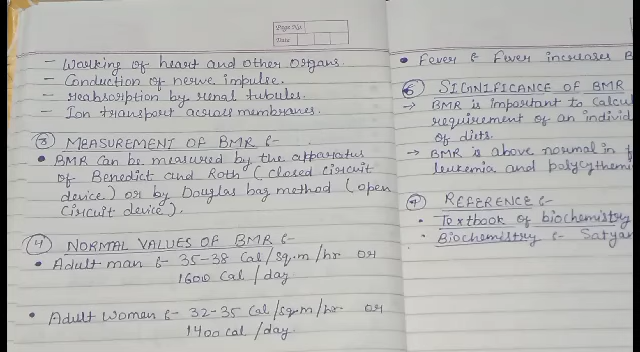 Page No.
Date
- Working of heart and other organs.
- Conduction of nerve impulse.
- reabsorption by renal tubules.
- Ion transport across membranes.
③ MEASUREMENT OF BMR :-
• BMR can be measured by the apparatus
of Benedict and Roth (closed circuit
device) or by Douglas bag method (open
circuit device).
④ NORMAL VALUES OF BMR :-
• Adult man :- 35-38 Cal/sq.m/hr or
1600 Cal/day
• Adult women :- 32-35 Cal/sq.m/hr or
1400 cal/day.
• Fever :- Fever increases B
⑥ SIGNIFICANCE OF BMR
→ BMR is important to calcu
requirement of an individ
of diets.
→ BMR is above normal in f
leukemia and polycythemi
⑦ REFERENCE :-
• Textbook of biochemistry
• Biochemistry :- Satyan